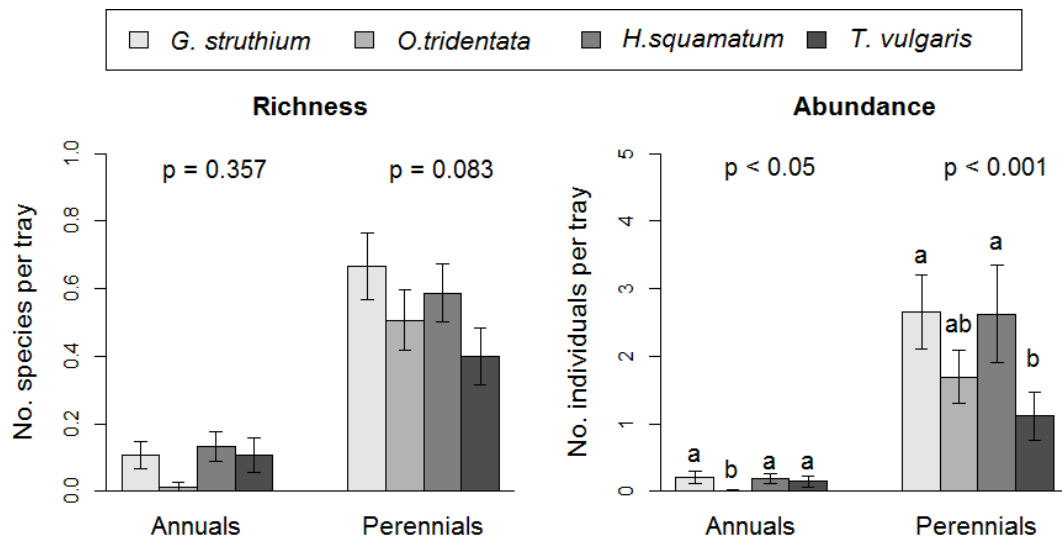 G. struthium O.tridentata H.squamatum T. vulgaris
Richness
p = 0.357 p = 0.083
No. species per tray
1.0
0.8
0.6
0.4
0.2
0.0
Annuals Perennials
Abundance
p < 0.05 p < 0.001
No. individuals per tray
5
4
3
2
1
0
a b a a
a ab a b
Annuals Perennials